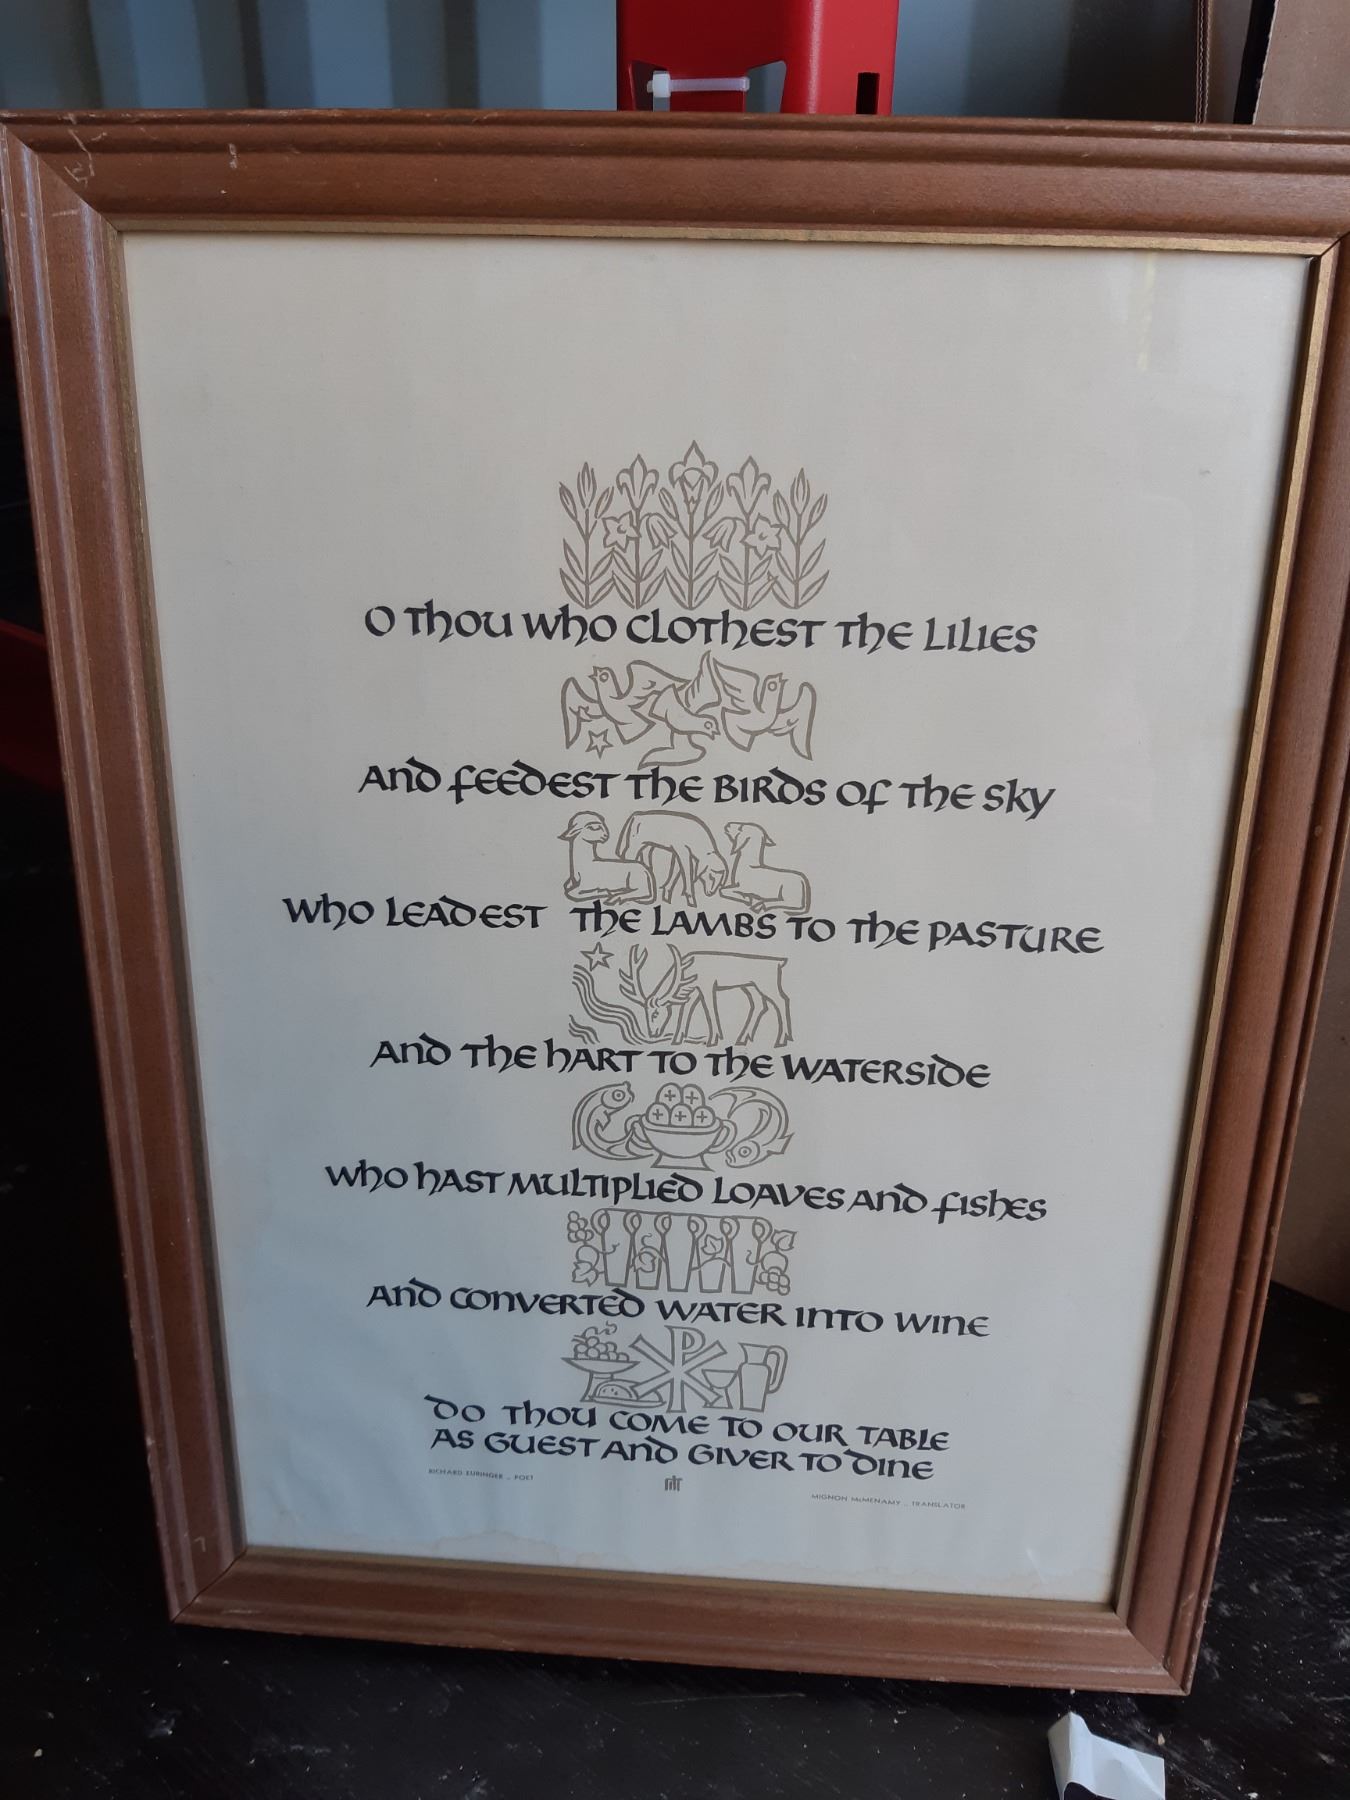 O Thou who clothest the lilies
And feedest the birds of the sky
Who leadest the lambs to the pasture
And the hart to the waterside
Who hast multiplied loaves and fishes
And converted water into wine
Do Thou come to our table
As guest and giver to dine
RICHARD EURINGER .. POET
MIGNON McMENAMY .. TRANSLATOR